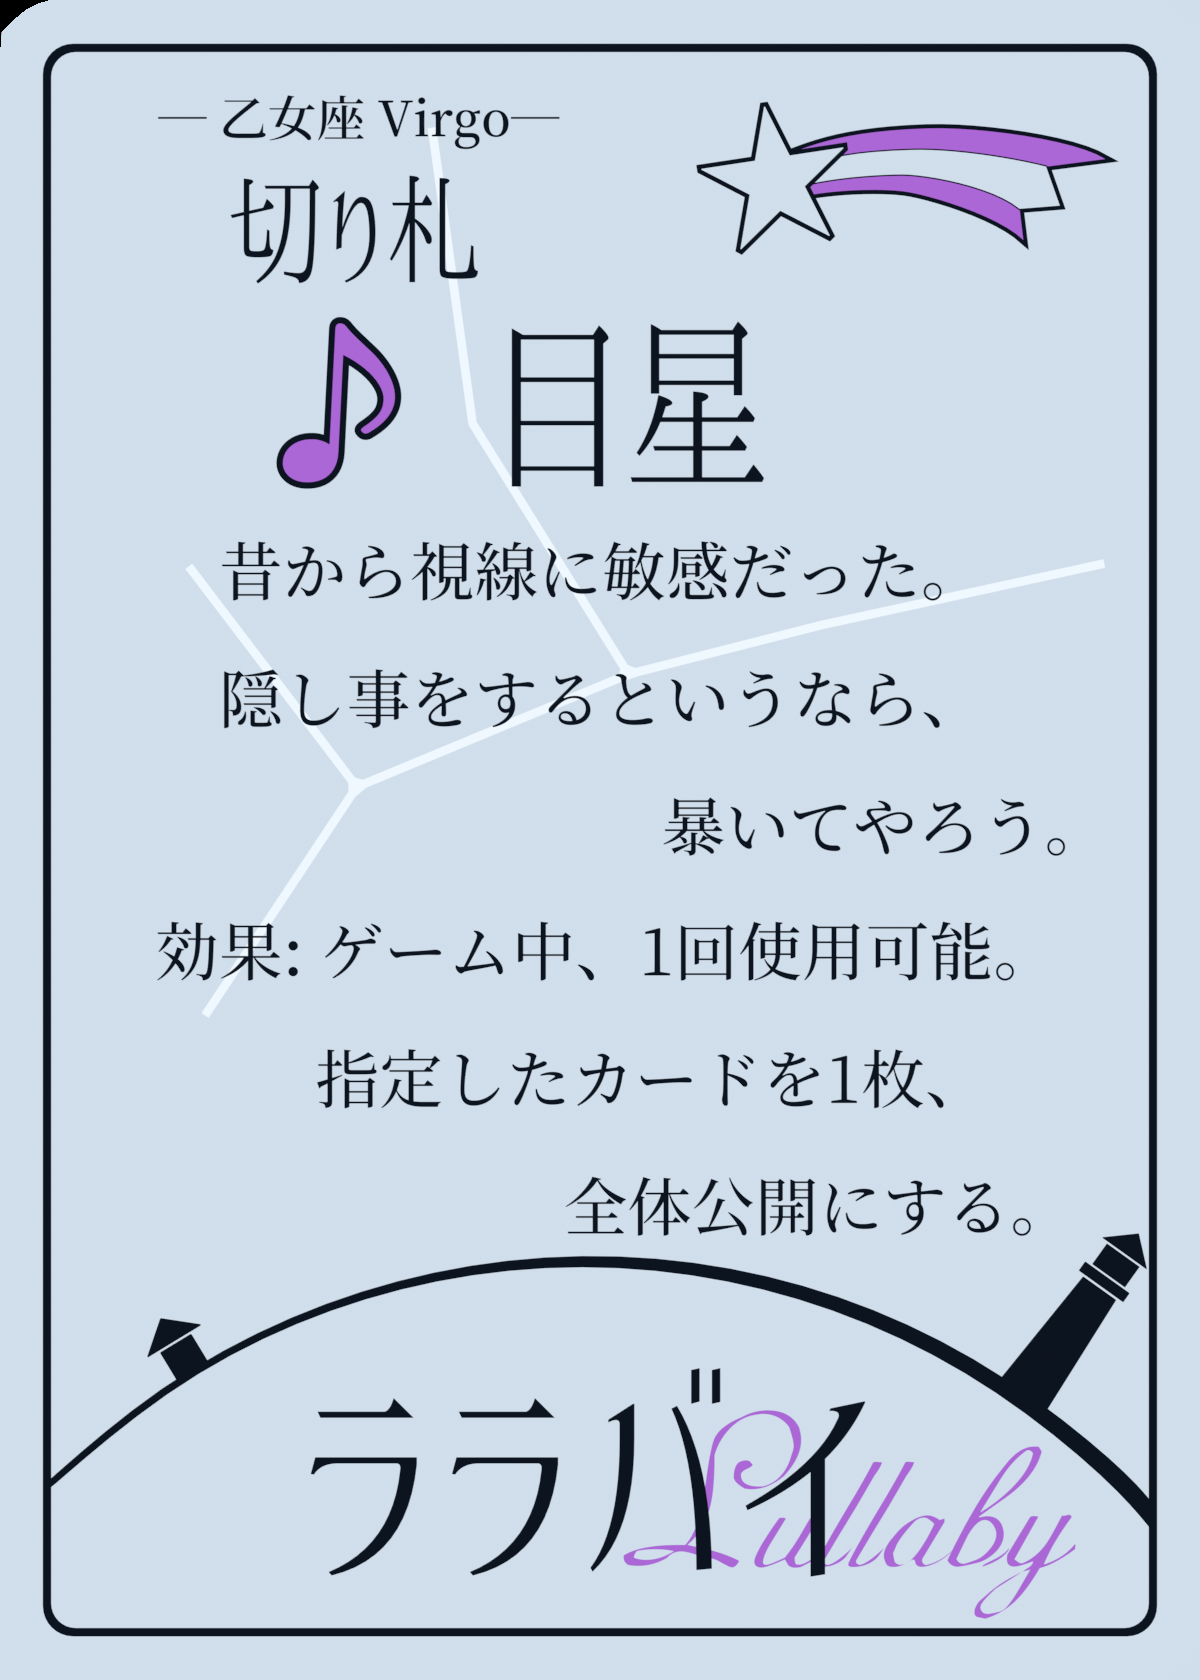 ― 乙女座 Virgo―
切り札
目星
昔から視線に敏感だった。
隠し事をするというなら、
暴いてやろう。
効果: ゲーム中、1回使用可能。
指定したカードを1枚、
全体公開にする。
ララバイ
Lullaby